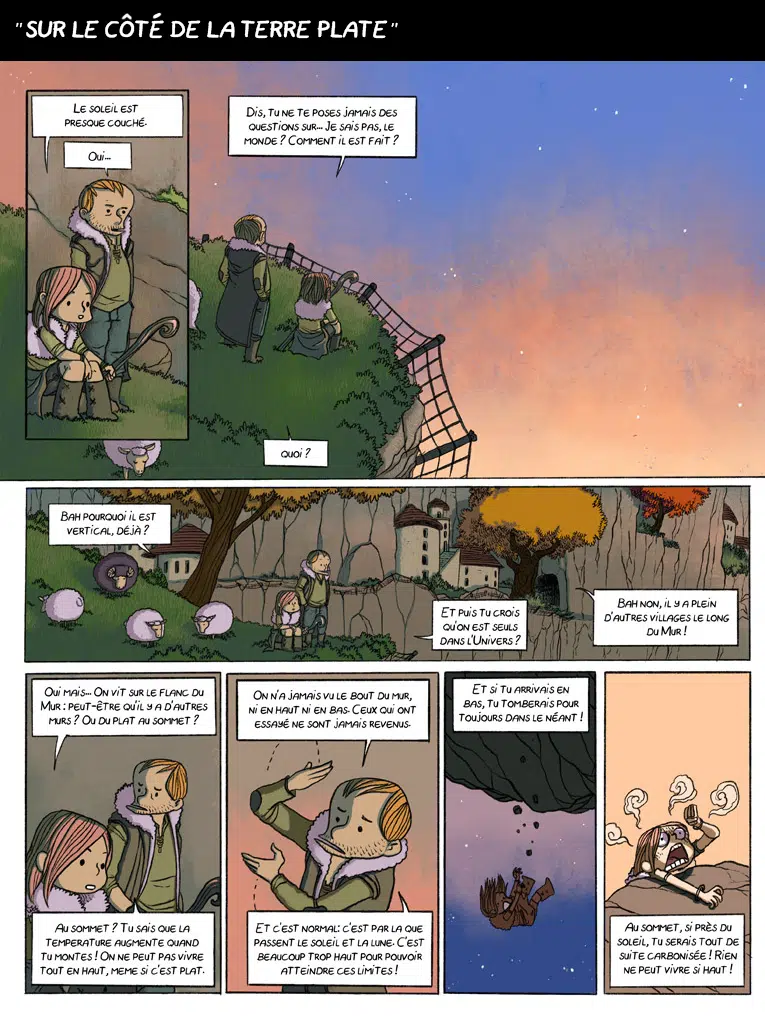 "SUR LE CÔTÉ DE LA TERRE PLATE"
LE SOLEIL EST
PRESQUE COUCHÉ.
OUI...
DIS, TU NE TE POSES JAMAIS DES
QUESTIONS SUR... JE SAIS PAS, LE
MONDE ? COMMENT IL EST FAIT ?
QUOI ?
BAH POURQUOI IL EST
VERTICAL, DÉJÀ ?
ET PUIS TU CROIS
QU'ON EST SEULS
DANS L'UNIVERS ?
BAH NON, IL Y A PLEIN
D'AUTRES VILLAGES LE LONG
DU MUR !
OUI MAIS... ON VIT SUR LE FLANC DU
MUR : PEUT-ÊTRE QU'IL Y A D'AUTRES
MURS ? OU DU PLAT AU SOMMET ?
AU SOMMET ? TU SAIS QUE LA
TEMPERATURE AUGMENTE QUAND
TU MONTES ! ON NE PEUT PAS VIVRE
TOUT EN HAUT, MEME SI C'EST PLAT.
ON N'A JAMAIS VU LE BOUT DU MUR,
NI EN HAUT NI EN BAS. CEUX QUI ONT
ESSAYÉ NE SONT JAMAIS REVENUS.
ET C'EST NORMAL: C'EST PAR LA QUE
PASSENT LE SOLEIL ET LA LUNE. C'EST
BEAUCOUP TROP HAUT POUR POUVOIR
ATTEINDRE CES LIMITES !
ET SI TU ARRIVAIS EN
BAS, TU TOMBERAIS POUR
TOUJOURS DANS LE NÉANT !
AU SOMMET, SI PRÈS DU
SOLEIL, TU SERAIS TOUT DE
SUITE CARBONISÉE ! RIEN
NE PEUT VIVRE SI HAUT !